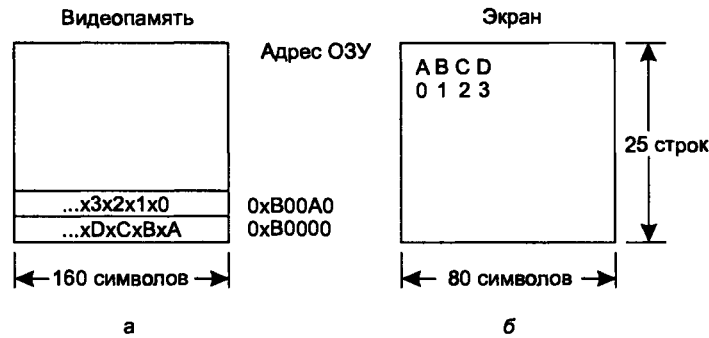 Видеопамять
Экран
Адрес ОЗУ
A B C D
0 1 2 3
25 строк
...x3x2x1x0
0xB00A0
...xDxCxBxA
0xB0000
160 символов
80 символов
а
б